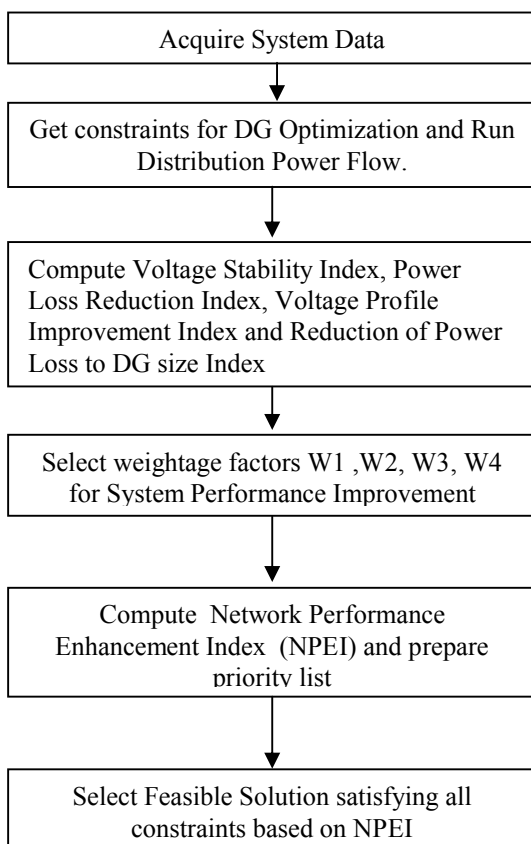 Acquire System Data
Get constraints for DG Optimization and Run
Distribution Power Flow.
Compute Voltage Stability Index, Power
Loss Reduction Index, Voltage Profile
Improvement Index and Reduction of Power
Loss to DG size Index
Select weightage factors W1 ,W2, W3, W4
for System Performance Improvement
Compute Network Performance
Enhancement Index (NPEI) and prepare
priority list
Select Feasible Solution satisfying all
constraints based on NPEI